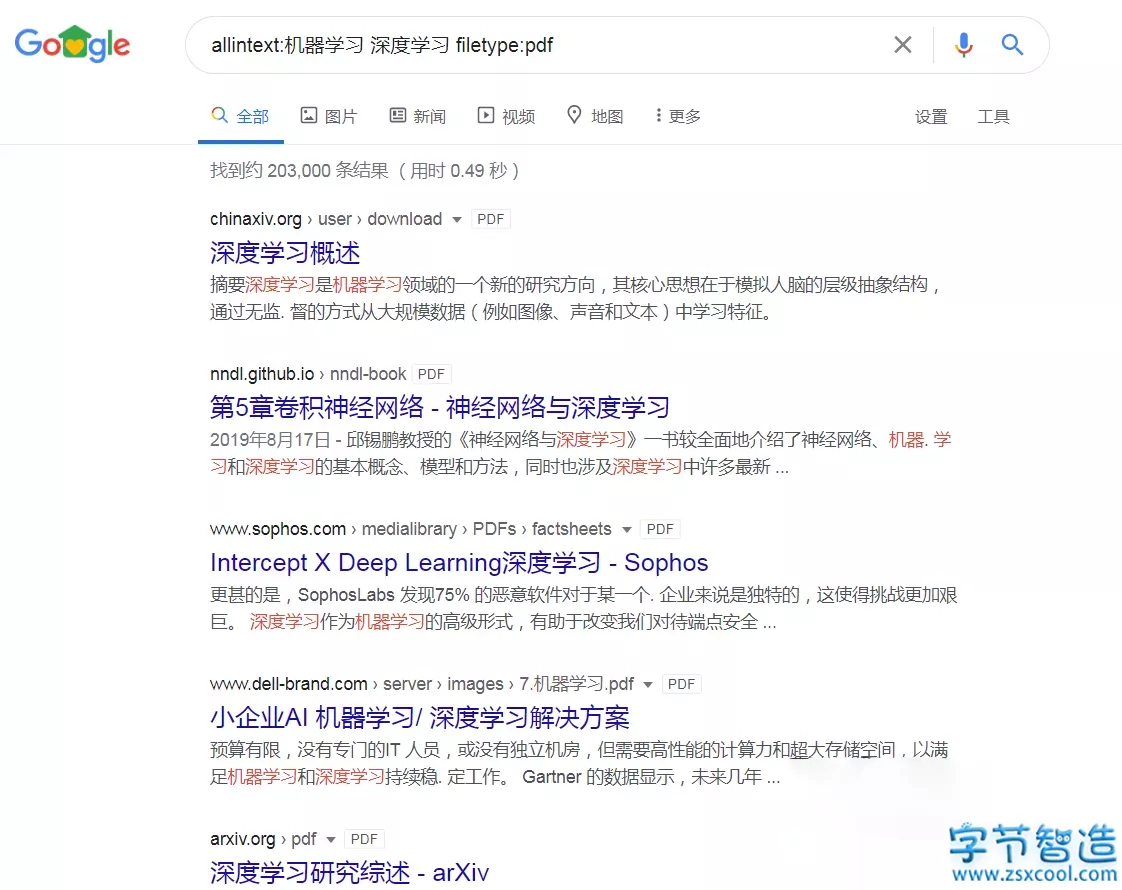 Google
allintext:机器学习 深度学习 filetype:pdf
全部 图片 新闻 视频 地图 更多 设置 工具
找到约 203,000 条结果 （用时 0.49 秒）
chinaxiv.org › user › download PDF
深度学习概述
摘要深度学习是机器学习领域的一个新的研究方向，其核心思想在于模拟人脑的层级抽象结构，
通过无监. 督的方式从大规模数据（例如图像、声音和文本）中学习特征。
nndl.github.io › nndl-book PDF
第5章卷积神经网络 - 神经网络与深度学习
2019年8月17日 - 邱锡鹏教授的《神经网络与深度学习》一书较全面地介绍了神经网络、机器. 学
习和深度学习的基本概念、模型和方法，同时也涉及深度学习中许多最新 ...
www.sophos.com › medialibrary › PDFs › factsheets PDF
Intercept X Deep Learning深度学习 - Sophos
更甚的是，SophosLabs 发现75% 的恶意软件对于某一个. 企业来说是独特的，这使得挑战更加艰
巨。 深度学习作为机器学习的高级形式，有助于改变我们对待端点安全 ...
www.dell-brand.com › server › images › 7.机器学习.pdf PDF
小企业AI 机器学习/ 深度学习解决方案
预算有限，没有专门的IT 人员，或没有独立机房，但需要高性能的计算力和超大存储空间，以满
足机器学习和深度学习持续稳. 定工作。 Gartner 的数据显示，未来几年 ...
arxiv.org › pdf PDF
深度学习研究综述 - arXiv
字节智造
www.zsxcool.com